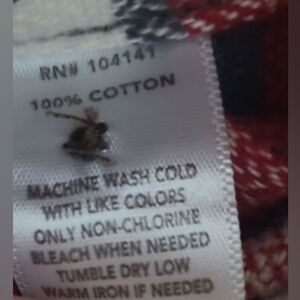 RN# 104141
100% COTTON
MACHINE WASH COLD
WITH LIKE COLORS
ONLY NON-CHLORINE
BLEACH WHEN NEEDED
TUMBLE DRY LOW
WARM IRON IF NEEDED